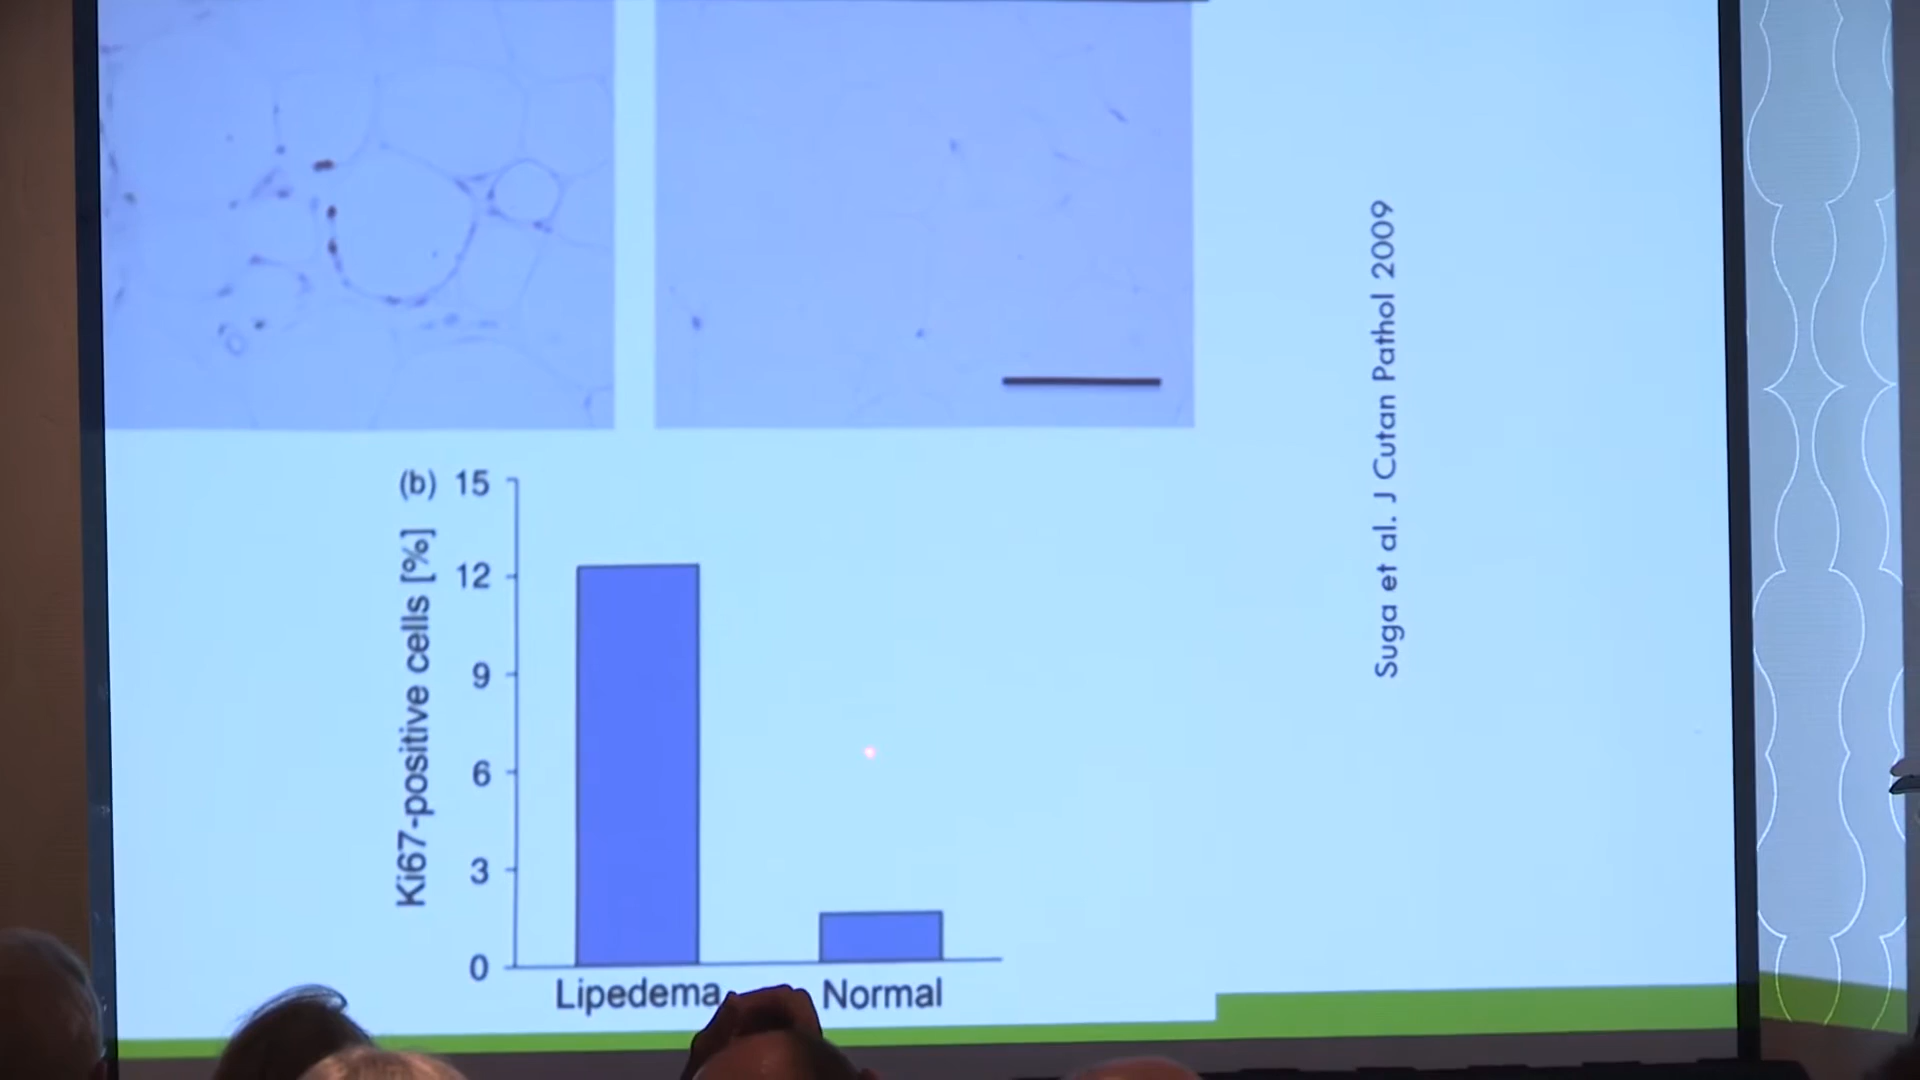 (b)
15
12
9
6
3
0
Ki67-positive cells [%]
Lipedema
Normal
Suga et al. J Cutan Pathol 2009